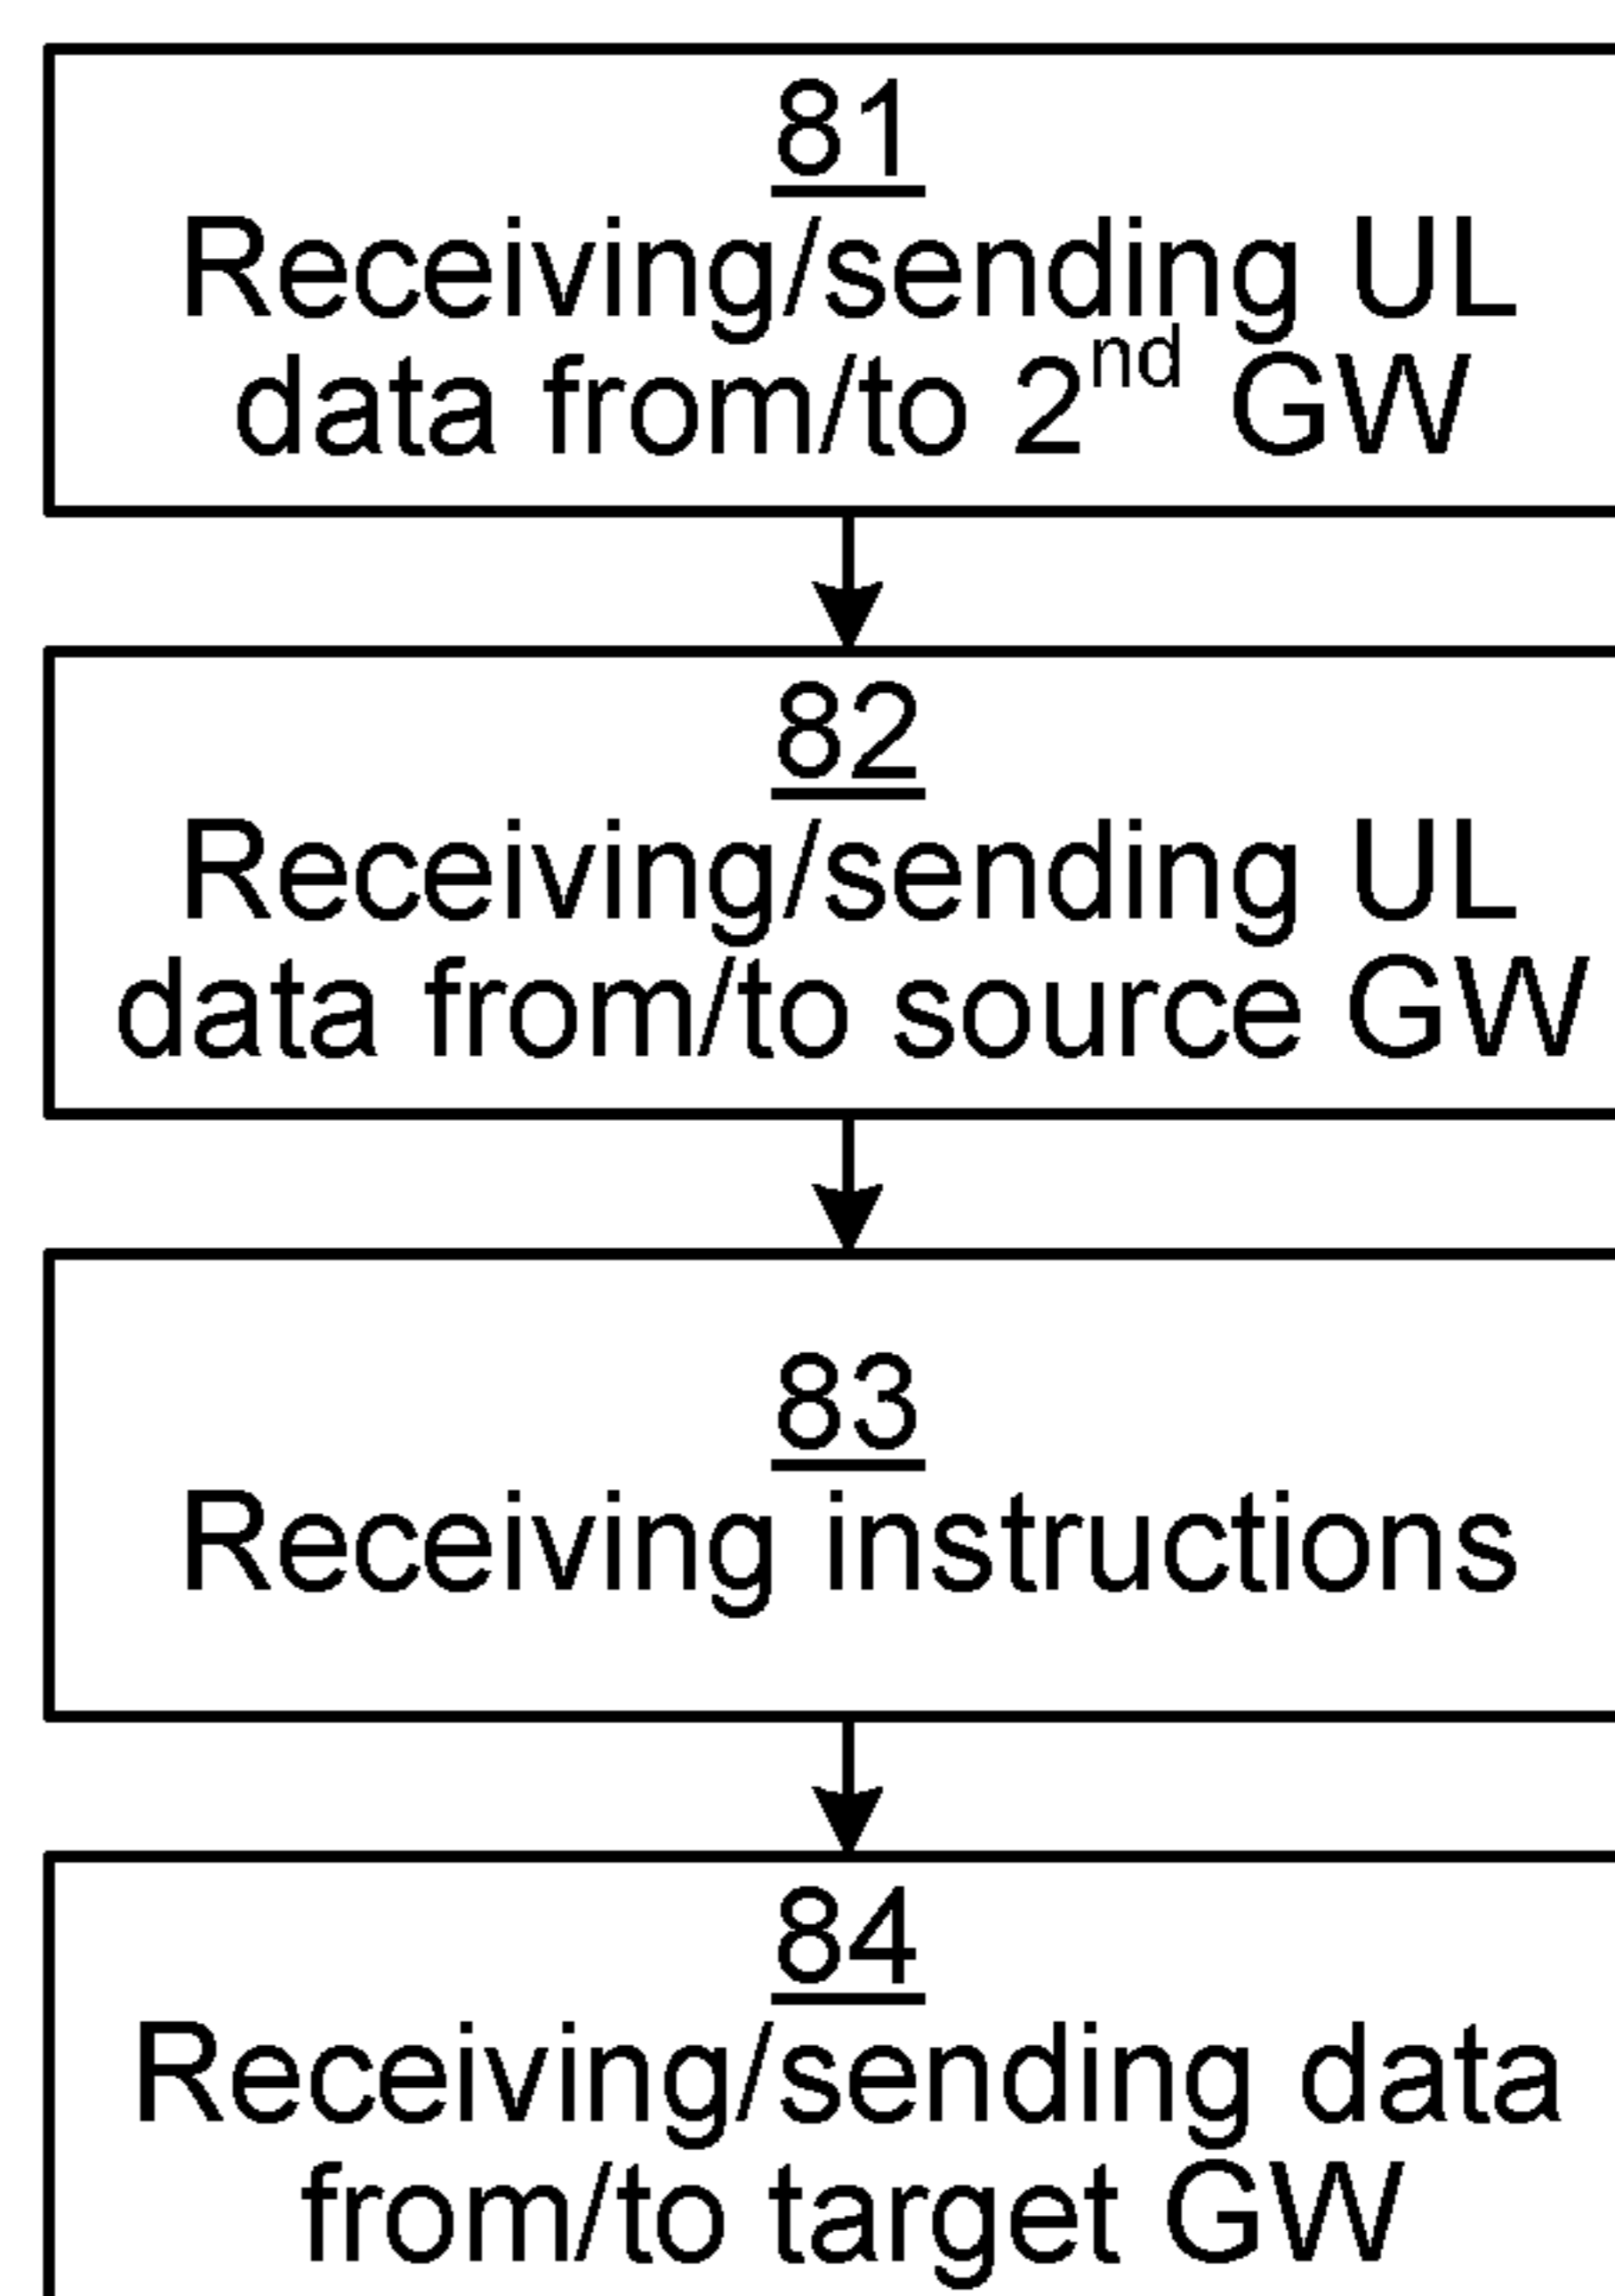 81
Receiving/sending UL
data from/to 2nd GW
82
Receiving/sending UL
data from/to source GW
83
Receiving instructions
84
Receiving/sending data
from/to target GW